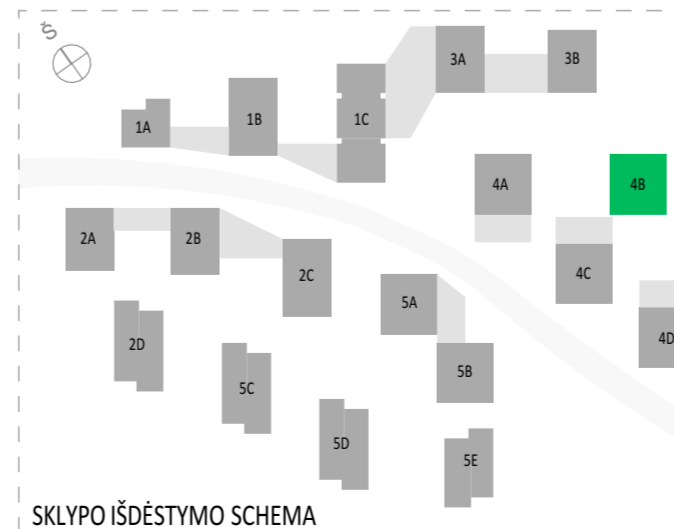 Š
3A
3B
1A
1B
1C
4A
4B
2A
2B
2C
4C
5A
4D
2D
5B
5C
5D
5E
SKLYPO IŠDĖSTYMO SCHEMA